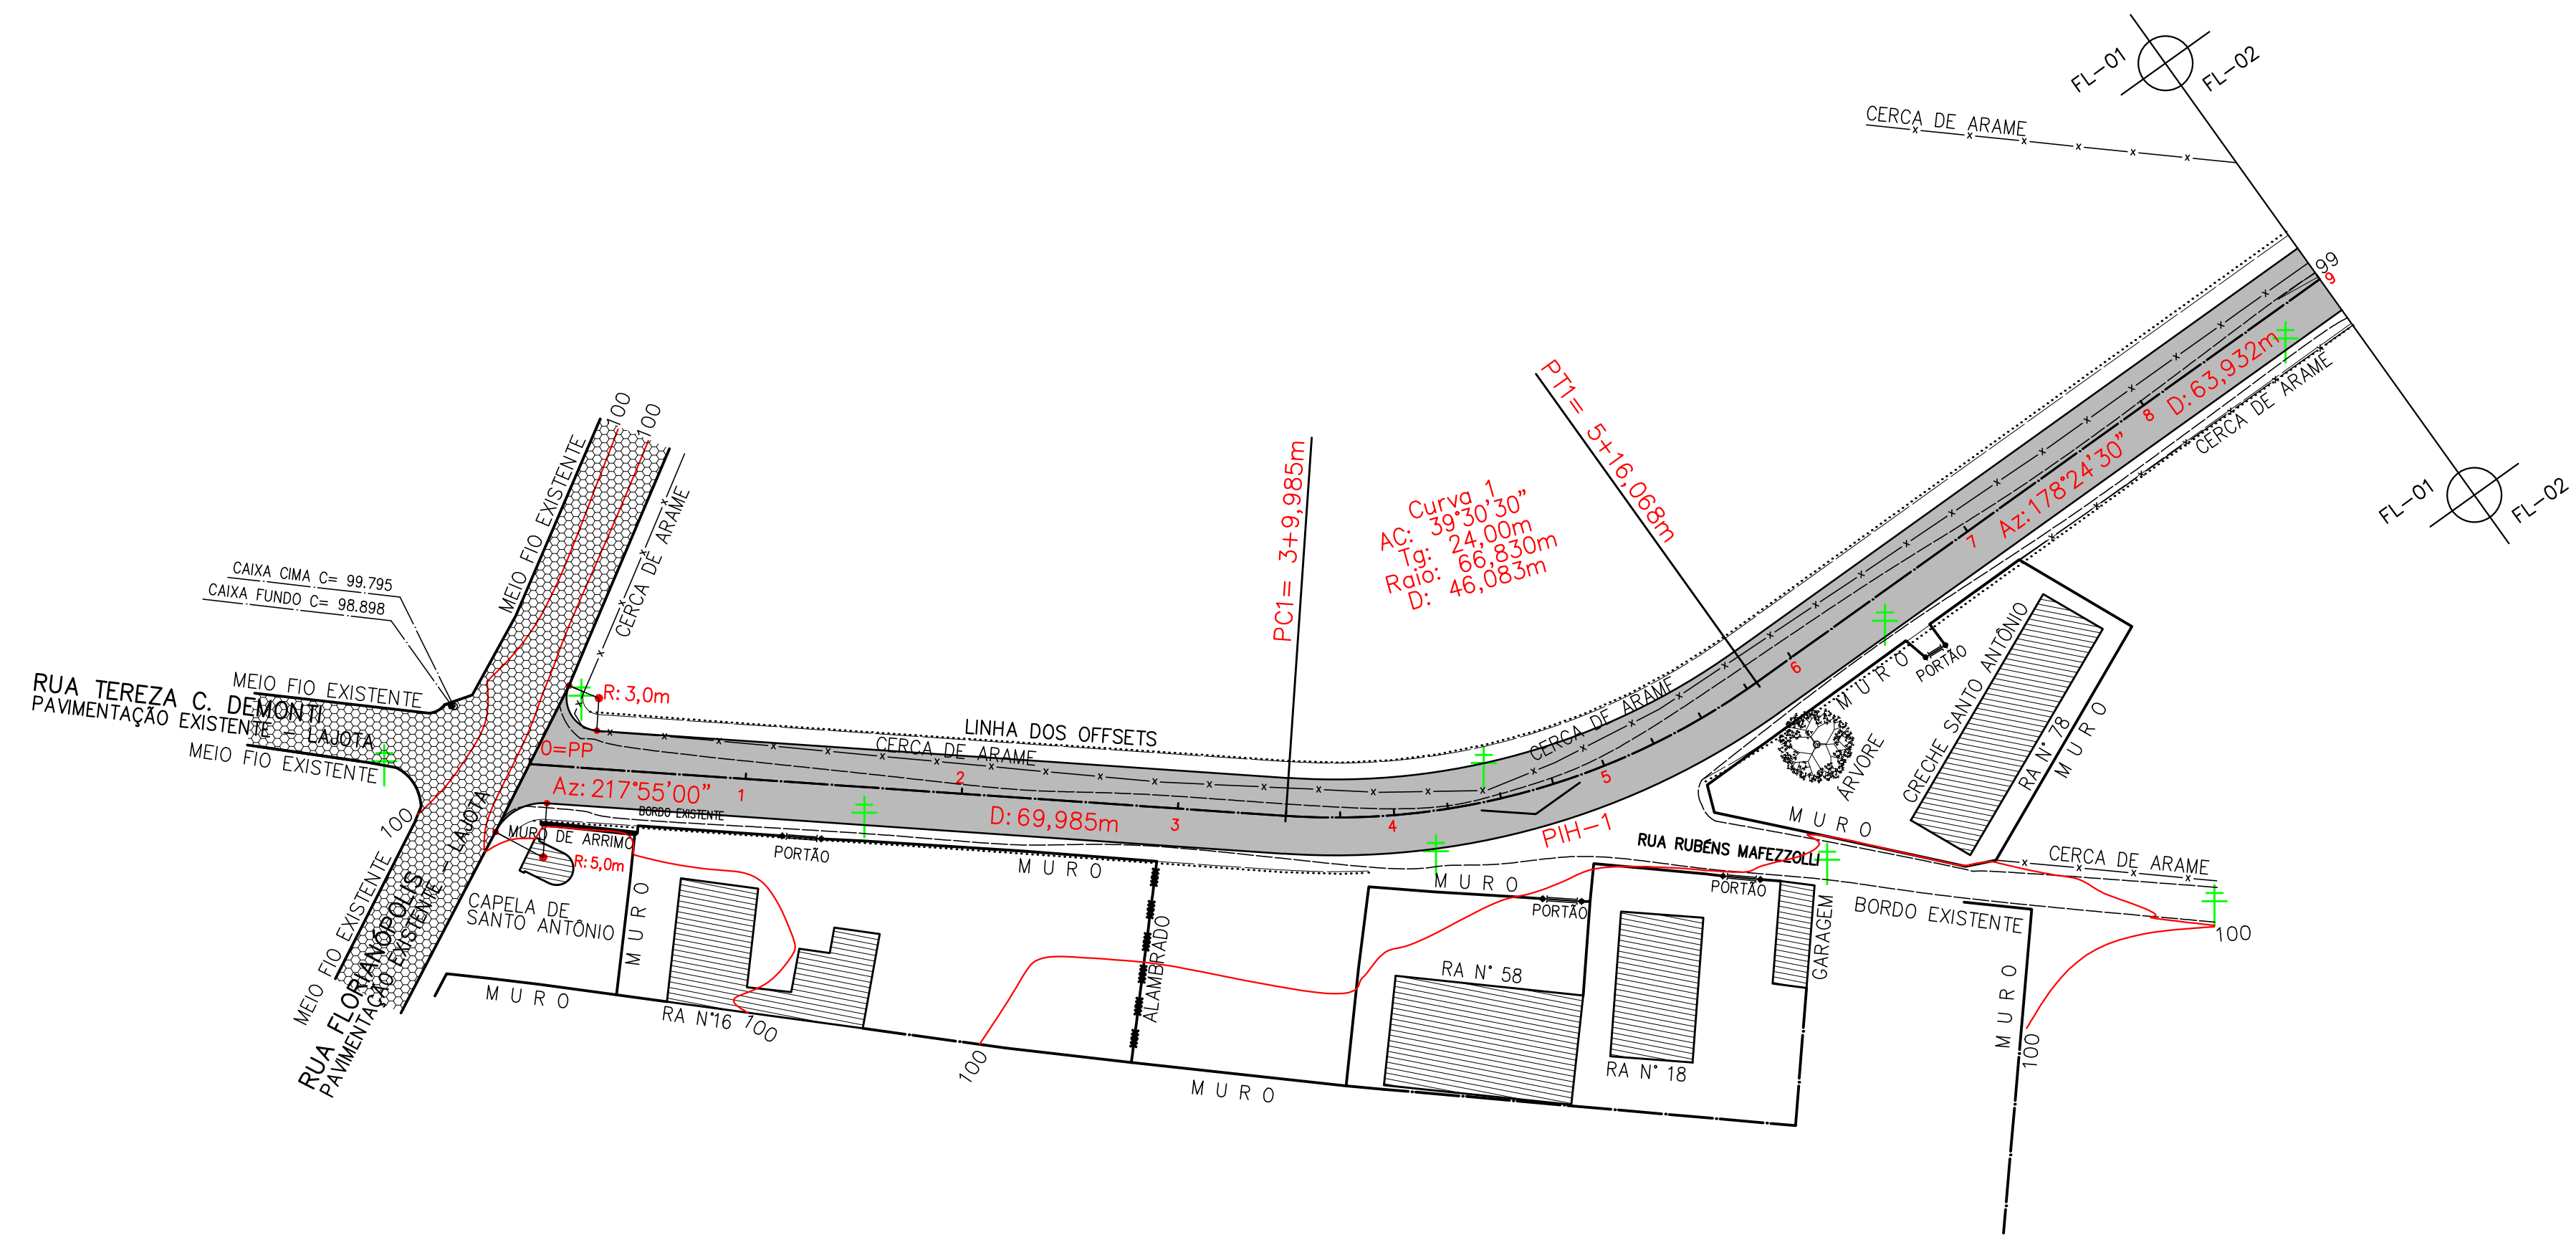 FL-01
FL-02
CERCA DE ARAME
99
9
D: 63,932m
CERCA DE ARAME
8
Az: 178°24'30"
7
PT1= 5+16,068m
PC1= 3+9,985m
Curva 1
AC: 39°30'30"
Tg: 24,00m
Raio: 66,830m
D: 46,083m
FL-01
FL-02
100
100
MEIO FIO EXISTENTE
CERCA DE ARAME
CAIXA CIMA C= 99.795
CAIXA FUNDO C= 98.898
MEIO FIO EXISTENTE
RUA TEREZA C. DEMONTI
PAVIMENTAÇÃO EXISTENTE - LAJOTA
MEIO FIO EXISTENTE
R: 3,0m
LINHA DOS OFFSETS
CERCA DE ARAME
CERCA DE ARAME
0=PP
Az: 217°55'00"
1
2
D: 69,985m
3
4
5
6
PIH-1
BORDO EXISTENTE
MURO DE ARRIMO
R: 5,0m
PORTÃO
MURO
CAPELA DE
SANTO ANTÔNIO
MURO
MURO
RA N°16
100
100
ALAMBRADO
MURO
MURO
PORTÃO
RA N° 58
RUA RUBÉNS MAFEZZOLLI
PORTÃO
GARAGEM
RA N° 18
MURO
PORTÃO
ÁRVORE
CRECHE SANTO ANTÔNIO
RA N° 78
MURO
MURO
CERCA DE ARAME
BORDO EXISTENTE
100
MURO
100
100
MEIO FIO EXISTENTE
RUA FLORIANÓPOLIS
PAVIMENTAÇÃO EXISTENTE - LAJOTA